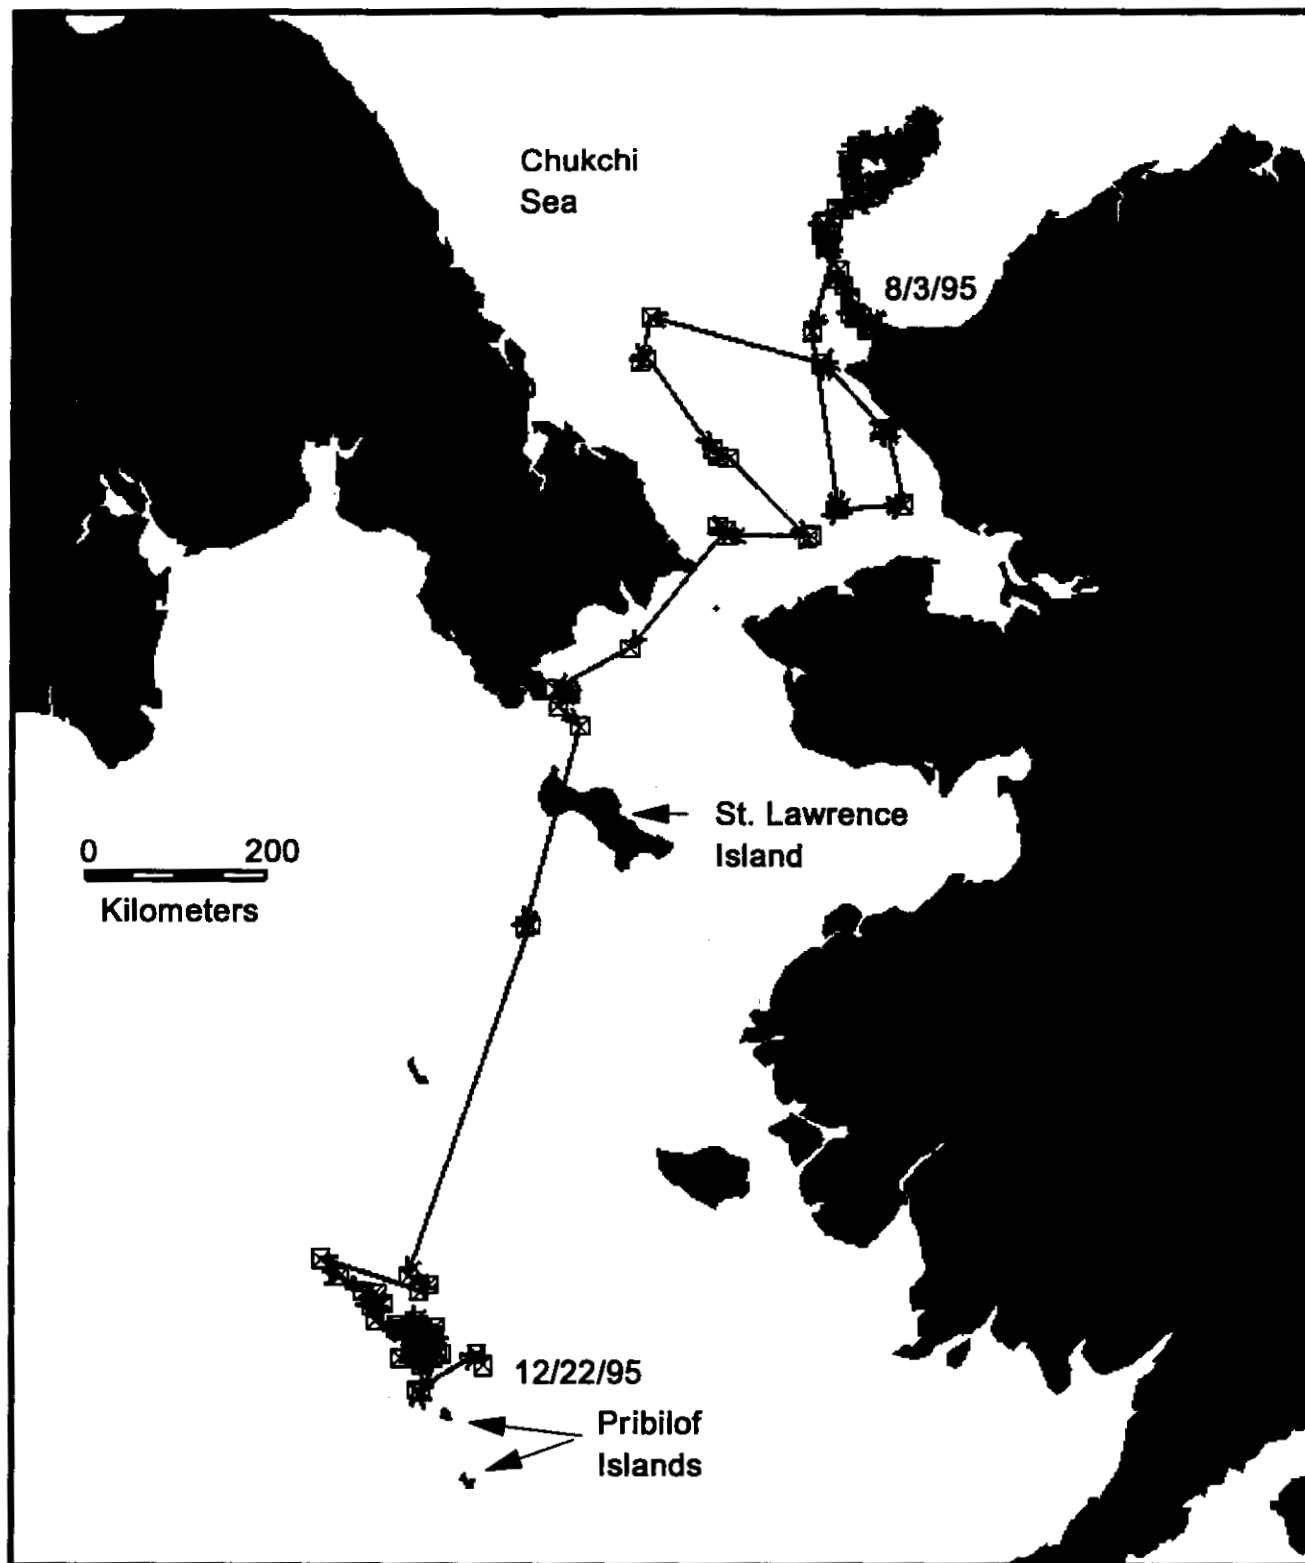 Chukchi
Sea
8/3/95
St. Lawrence
Island
0 200
Kilometers
12/22/95
Pribilof
Islands